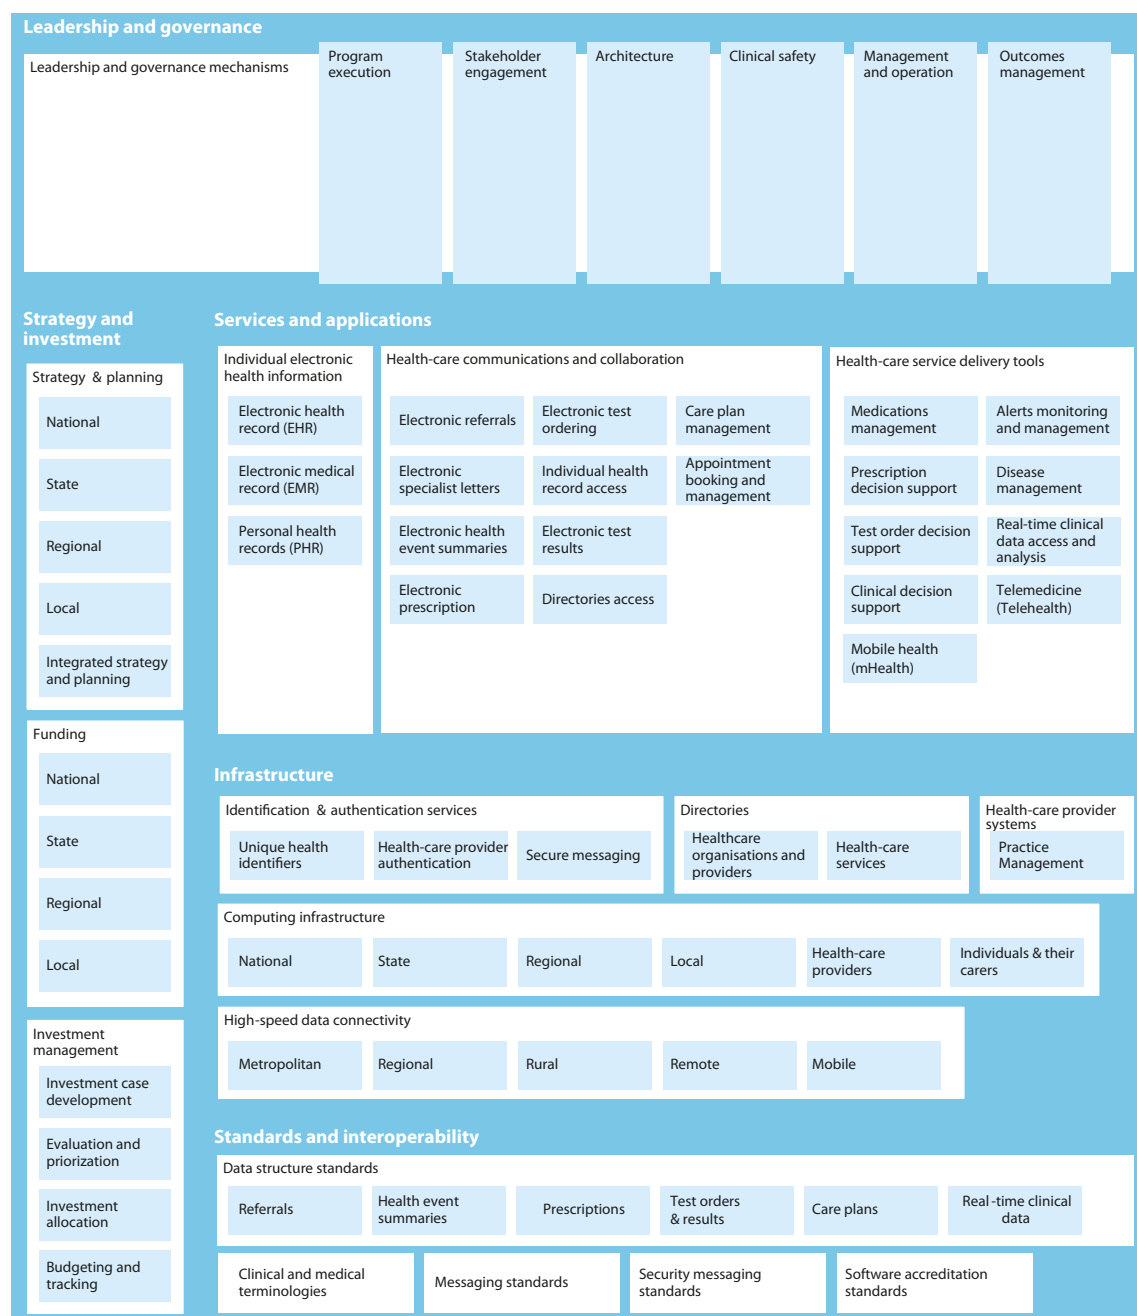 Leadership and governance
Leadership and governance mechanisms
Program
execution
Stakeholder
engagement
Architecture
Clinical safety
Management
and operation
Outcomes
management
Strategy and
investment
Strategy & planning
National
State
Regional
Local
Integrated strategy
and planning
Funding
National
State
Regional
Local
Investment
management
Investment case
development
Evaluation and
priorization
Investment
allocation
Budgeting and
tracking
Services and applications
Individual electronic
health information
Electronic health
record (EHR)
Electronic medical
record (EMR)
Personal health
records (PHR)
Health-care communications and collaboration
Electronic referrals
Electronic
specialist letters
Electronic health
event summaries
Electronic
prescription
Electronic test
ordering
Individual health
record access
Electronic test
results
Directories access
Care plan
management
Appointment
booking and
management
Health-care service delivery tools
Medications
management
Prescription
decision support
Test order decision
support
Clinical decision
support
Mobile health
(mHealth)
Alerts monitoring
and management
Disease
management
Real-time clinical
data access and
analysis
Telemedicine
(Telehealth)
Infrastructure
Identification & authentication services
Unique health
identifiers
Health-care provider
authentication
Secure messaging
Directories
Healthcare
organisations and
providers
Health-care
services
Health-care provider
systems
Practice
Management
Computing infrastructure
National
State
Regional
Local
Health-care
providers
Individuals & their
carers
High-speed data connectivity
Metropolitan
Regional
Rural
Remote
Mobile
Standards and interoperability
Data structure standards
Referrals
Health event
summaries
Prescriptions
Test orders
& results
Care plans
Real-time clinical
data
Clinical and medical
terminologies
Messaging standards
Security messaging
standards
Software accreditation
standards